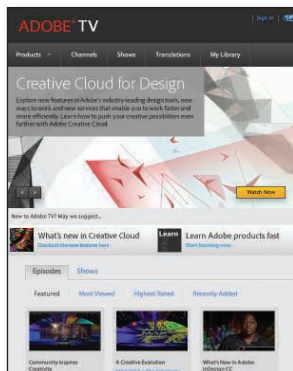 ADOBE® TV
Sign in
Products
Channels
Shows
Translations
My Library
Creative Cloud for Design
Explore new features in Adobe's industry-leading design tools, new
ways to work and new services that enable you to work faster and
more efficiently. Learn how to push your creative possibilities even
further with Adobe Creative Cloud.
Watch Now
New to Adobe TV? May we suggest...
What's new in Creative Cloud
Checkout the new features here
Learn
Learn Adobe products fast
Start learning now
Episodes
Shows
Featured
Most Viewed
Highest Rated
Recently Added
Community Inspires
Creativity
A Creative Evolution
What's New in Adobe
InDesign CC